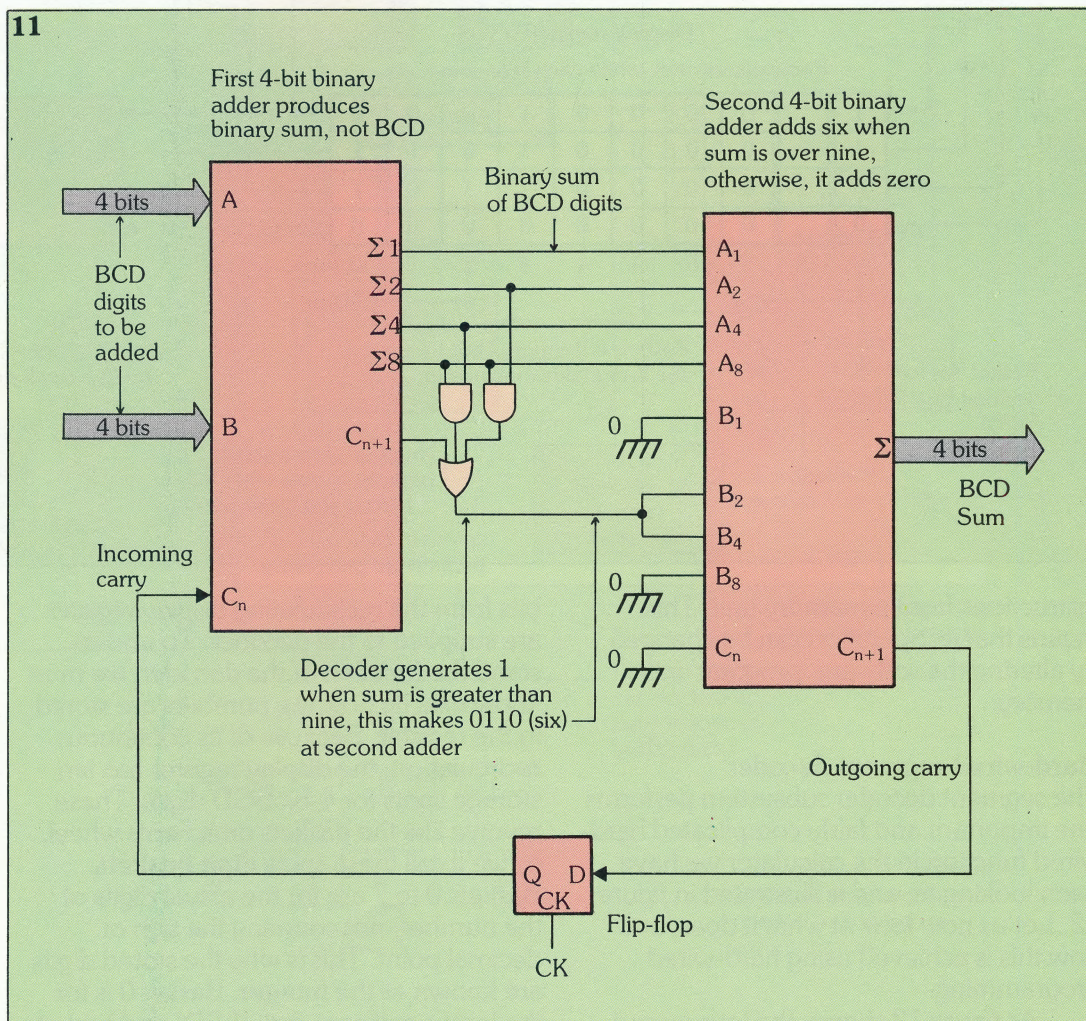 11
First 4-bit binary
adder produces
binary sum, not BCD
Second 4-bit binary
adder adds six when
sum is over nine,
otherwise, it adds zero
Binary sum
of BCD digits
4 bits
A
BCD
digits
to be
added
4 bits
B
Σ1
Σ2
Σ4
Σ8
Cn+1
Incoming
carry
Cn
A1
A2
A4
A8
0
B1
B2
B4
0
B8
0
Cn
Cn+1
Σ
4 bits
BCD
Sum
Decoder generates 1
when sum is greater than
nine, this makes 0110 (six)
at second adder
Outgoing carry
Q D
CK
Flip-flop
CK